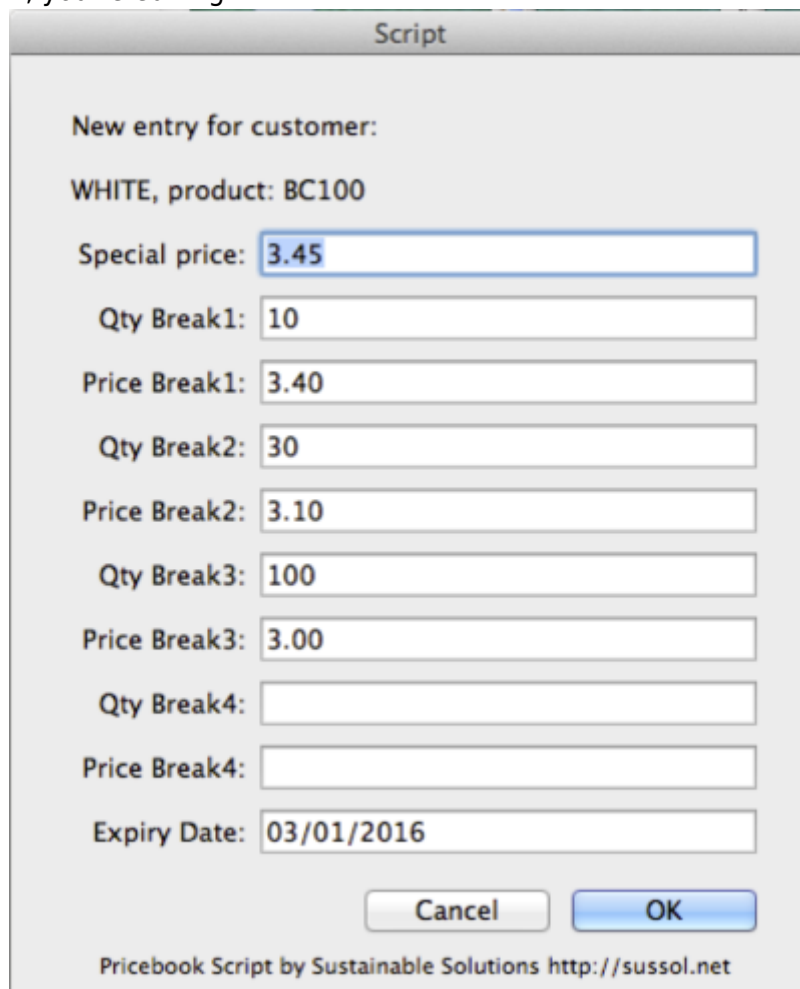 Script
New entry for customer:
WHITE, product: BC100
Special price: 3.45
Qty Break1: 10
Price Break1: 3.40
Qty Break2: 30
Price Break2: 3.10
Qty Break3: 100
Price Break3: 3.00
Qty Break4:
Price Break4:
Expiry Date: 03/01/2016
Cancel OK
Pricebook Script by Sustainable Solutions http://sussol.net